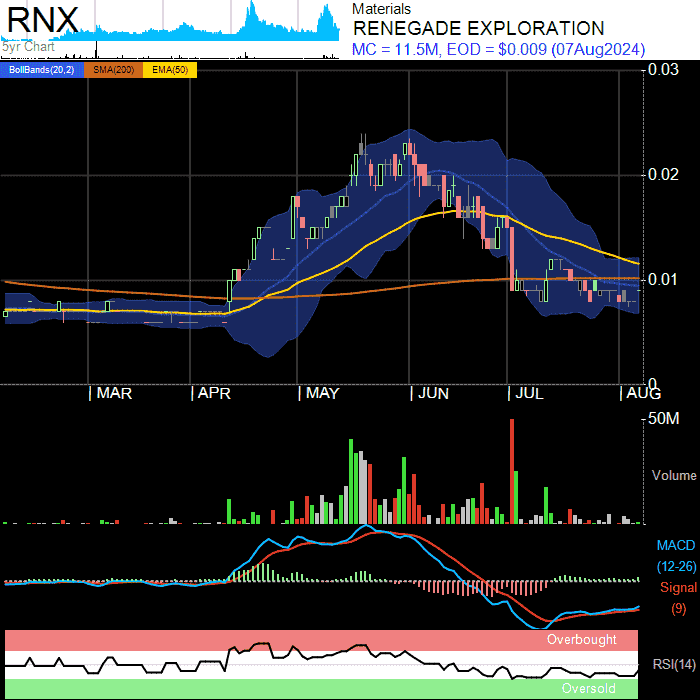 RNX
5yr Chart
Materials
RENEGADE EXPLORATION
MC = 11.5M, EOD = $0.009 (07Aug2024)
BollBands(20,2) SMA(200) EMA(50)
0.03
0.02
0.01
0
MAR APR MAY JUN JUL AUG
50M
Volume
MACD
(12-26)
Signal
(9)
Overbought
RSI(14)
Oversold